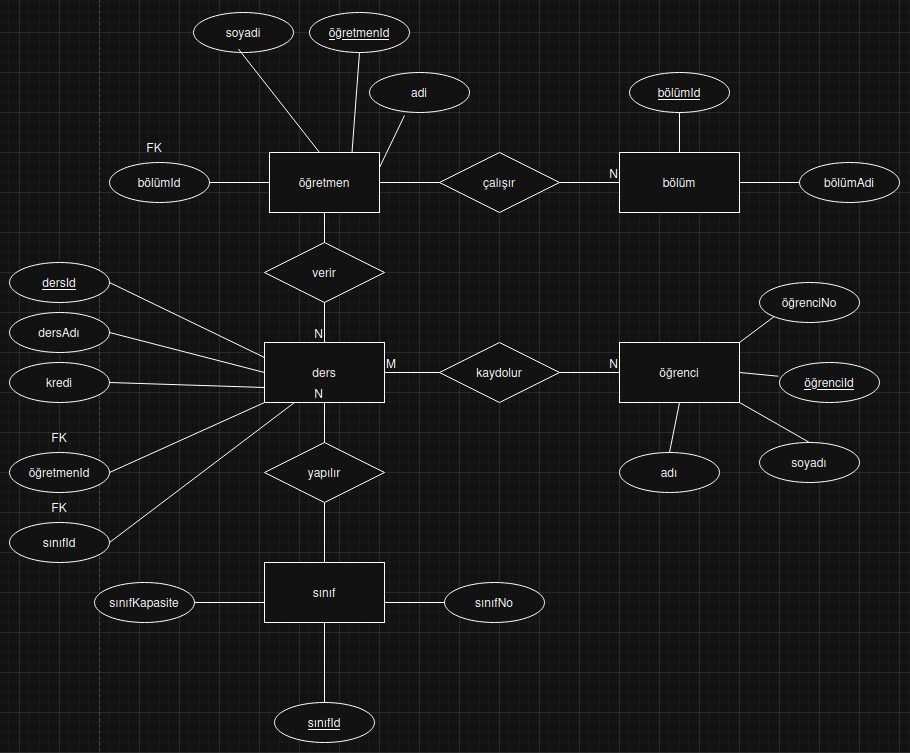 soyadi
öğretmenId
adi
bölümId
FK
bölümId
öğretmen
çalışır
N
bölüm
bölümAdi
verir
dersId
öğrenciNo
dersAdı
N
ders
M
kaydolur
N
öğrenci
kredi
N
öğrenciId
FK
öğretmenId
yapılır
adı
soyadı
FK
sınıfId
sınıfKapasite
sınıf
sınıfNo
sınıfId